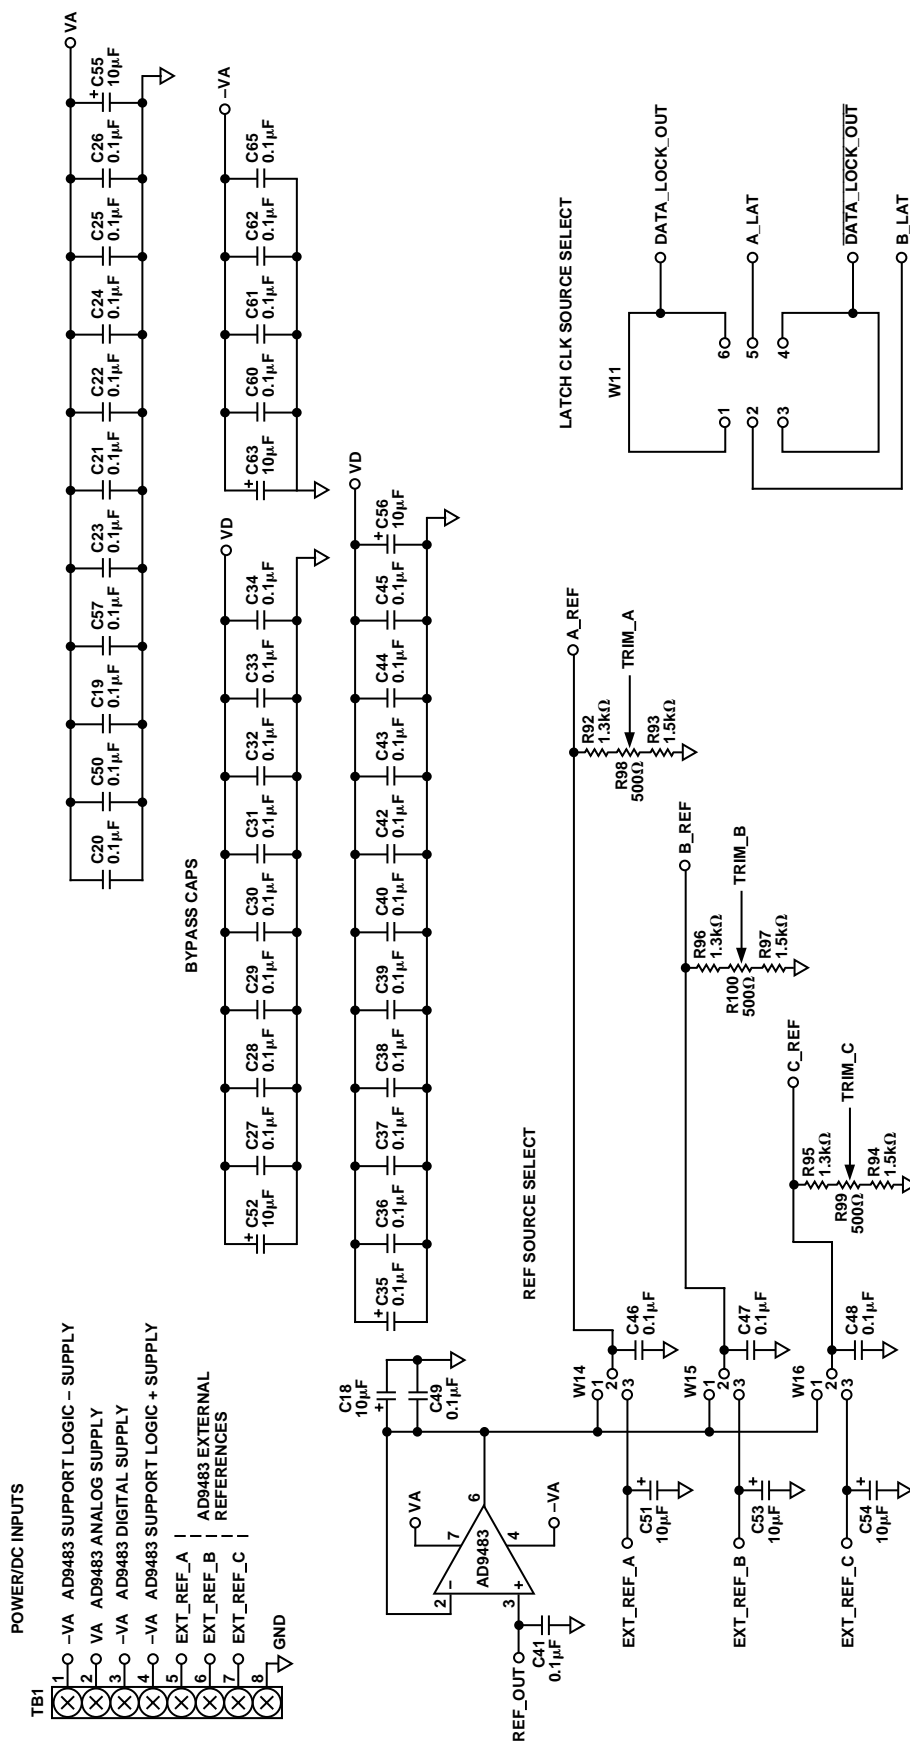 POWER/DC INPUTS
TB1
1 –VA AD9483 SUPPORT LOGIC – SUPPLY
2 VA AD9483 ANALOG SUPPLY
3 –VA AD9483 DIGITAL SUPPLY
4 –VA AD9483 SUPPORT LOGIC + SUPPLY
5 EXT_REF_A
6 EXT_REF_B
7 EXT_REF_C
AD9483 EXTERNAL
REFERENCES
8
GND
C20
0.1µF
C50
0.1µF
C19
0.1µF
C57
0.1µF
C23
0.1µF
C21
0.1µF
C22
0.1µF
C24
0.1µF
C25
0.1µF
C26
0.1µF
+ C55
10µF
VA
BYPASS CAPS
+ C52
10µF
C27
0.1µF
C28
0.1µF
C29
0.1µF
C30
0.1µF
C31
0.1µF
C32
0.1µF
C33
0.1µF
C34
0.1µF
VD
+ C63
10µF
C60
0.1µF
C61
0.1µF
C62
0.1µF
C65
0.1µF
–VA
+ C35
0.1µF
C36
0.1µF
C37
0.1µF
C38
0.1µF
C39
0.1µF
C40
0.1µF
C42
0.1µF
C43
0.1µF
C44
0.1µF
C45
0.1µF
+ C56
10µF
VD
REF_OUT
C41
0.1µF
2 –
3 +
AD9483
7
VA
4
–VA
6
C18
10µF
+
C49
0.1µF
REF SOURCE SELECT
W14
1
2
3
C46
0.1µF
EXT_REF_A
C51 +
10µF
A_REF
R92
1.3kΩ
R98
500Ω
TRIM_A
R93
1.5kΩ
W15
1
2
3
C47
0.1µF
EXT_REF_B
C53 +
10µF
B_REF
R96
1.3kΩ
R100
500Ω
TRIM_B
R97
1.5kΩ
W16
1
2
3
C48
0.1µF
EXT_REF_C
C54 +
10µF
C_REF
R95
1.3kΩ
R99
500Ω
TRIM_C
R94
1.5kΩ
LATCH CLK SOURCE SELECT
W11
1 6
2 5
3 4
DATA_LOCK_OUT
A_LAT
DATA_LOCK_OUT
B_LAT